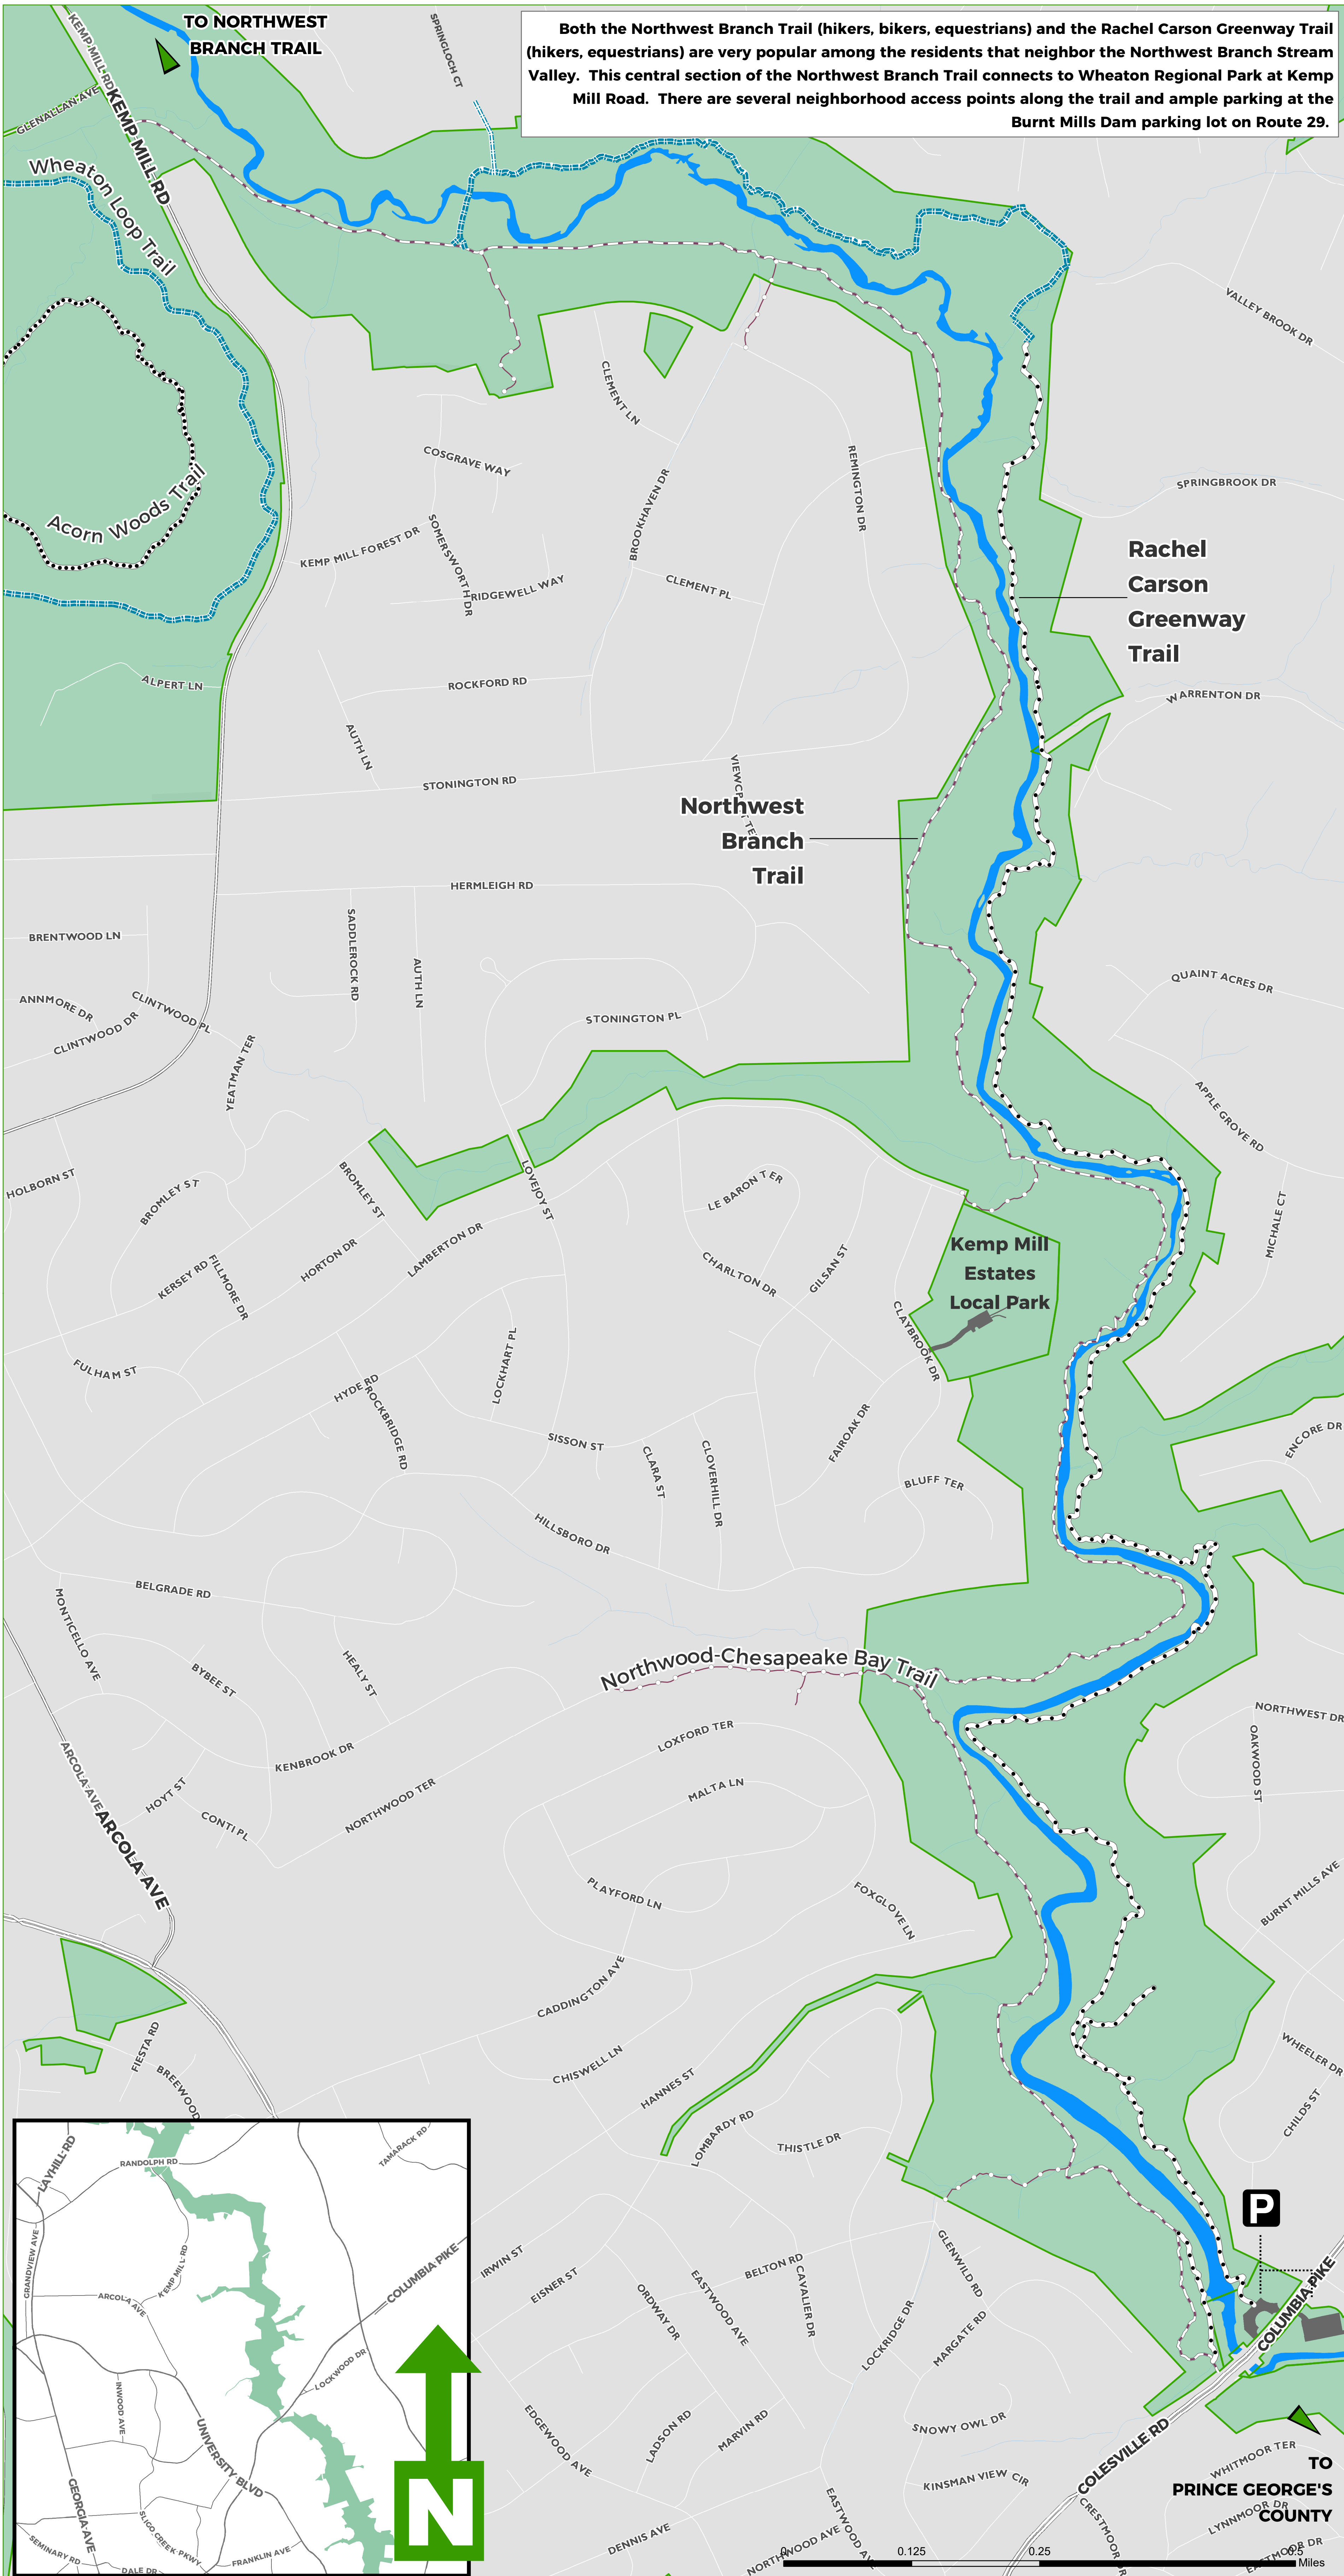 TO NORTHWEST
BRANCH TRAIL
Both the Northwest Branch Trail (hikers, bikers, equestrians) and the Rachel Carson Greenway Trail
(hikers, equestrians) are very popular among the residents that neighbor the Northwest Branch Stream
Valley. This central section of the Northwest Branch Trail connects to Wheaton Regional Park at Kemp
Mill Road. There are several neighborhood access points along the trail and ample parking at the
Burnt Mills Dam parking lot on Route 29.
KEMP MILL RD
KEMP MILL RD
SPRINGLOCH CT
GLENALLAN AVE
Wheaton Loop Trail
VALLEY BROOK DR
CLEMENT LN
COSGRAVE WAY
REMINGTON DR
BROOKHAVEN DR
SPRINGBROOK DR
Acorn Woods Trail
KEMP MILL FOREST DR
SOMERSWORTH DR
RIDGEWELL WAY
CLEMENT PL
Rachel
Carson
Greenway
Trail
ALPERT LN
ROCKFORD RD
WARRENTON DR
AUTH LN
STONINGTON RD
Northwest
Branch
Trail
HERMLEIGH RD
BRENTWOOD LN
SADDLEROCK RD
AUTH LN
QUAINT ACRES DR
ANNMORE DR
CLINTWOOD DR
CLINTWOOD PL
STONINGTON PL
YEATMAN TER
APPLE GROVE RD
HOLBORN ST
BROMLEY ST
BROMLEY ST
LOVEJOY ST
LE BARON TER
MICHALE CT
KERSEY RD
FILLMORE DR
HORTON DR
LAMBERTON DR
CHARLTON DR
GILSAN ST
Kemp Mill
Estates
Local Park
CLAYBROOK DR
FULHAM ST
HYDE RD
ROCKBRIDGE RD
LOCKHART PL
SISSON ST
CLARA ST
CLOVERHILL DR
FAIROAK DR
BLUFF TER
ENCORE DR
HILLSBORO DR
BELGRADE RD
MONTICELLO AVE
BYBEE ST
HEALY ST
Northwood-Chesapeake Bay Trail
NORTHWEST DR
OAKWOOD ST
LOXFORD TER
KENBROOK DR
MALTA LN
ARCOLA AVE
ARCOLA AVE
HOYT ST
CONTI PL
NORTHWOOD TER
PLAYFORD LN
FOXGLOVE LN
BURNT MILLS AVE
CADDINGTON AVE
FIESTA RD
BREEWOOD
CHISWELL LN
HANNES ST
WHEELER DR
CHILDS ST
LOMBARDY RD
THISTLE DR
P
LAYHILL RD
RANDOLPH RD
TAMARACK RD
GRANDVIEW AVE
KEMP MILL RD
ARCOLA AVE
COLUMBIA PIKE
LOCKWOOD DR
INWOOD AVE
UNIVERSITY BLVD
GEORGIA AVE
SLIGO CREEK PKWY
SEMINARY RD
DALE DR
FRANKLIN AVE
N
IRWIN ST
EISNER ST
ORDWAY DR
EASTWOOD AVE
BELTON RD
CAVALIER DR
GLENWILD RD
LOCKRIDGE DR
MARGATE RD
COLUMBIA PIKE
EDGEWOOD AVE
LADSON RD
MARVIN RD
SNOWY OWL DR
KINSMAN VIEW CIR
COLESVILLE RD
WHITMOOR TER
TO
PRINCE GEORGE'S
COUNTY
LYNNMOOR DR
EASTMOOR DR
CRESTMOOR DR
DENNIS AVE
NORTHWOOD AVE
EASTWOOD AVE
0 0.125 0.25 0.5
Miles